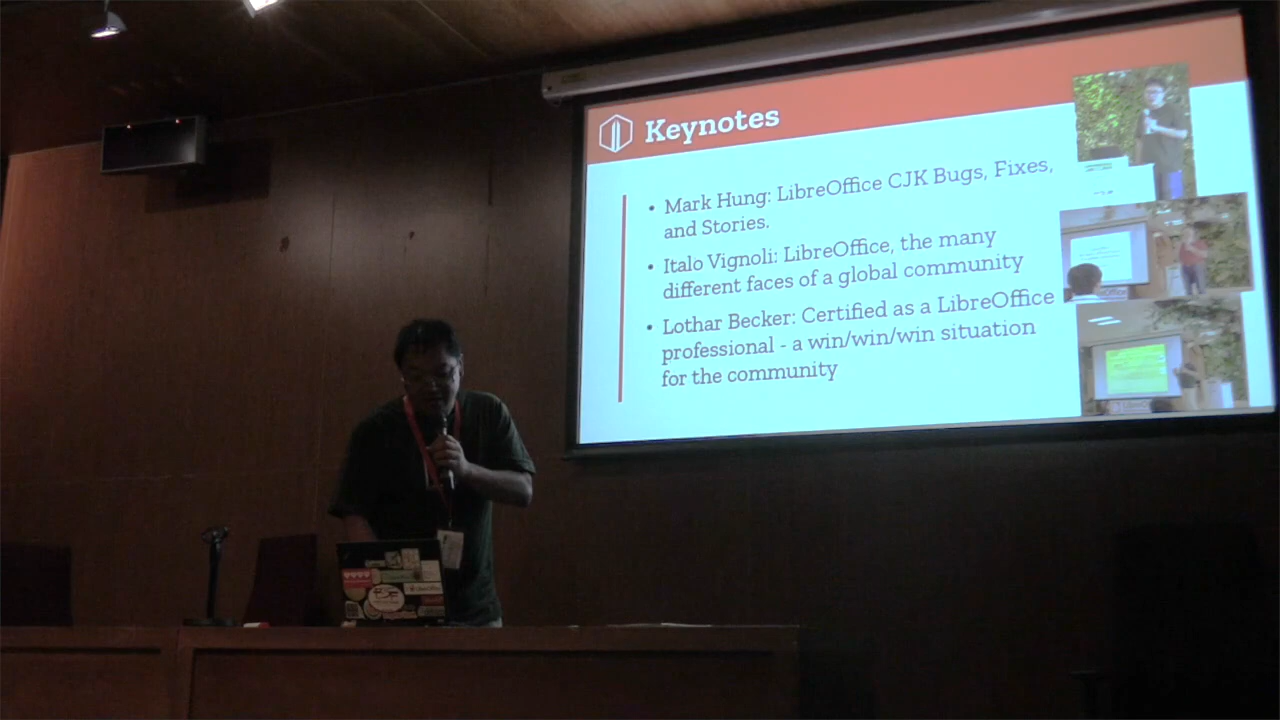 Keynotes
• Mark Hung: LibreOffice CJK Bugs, Fixes,
and Stories.
• Italo Vignoli: LibreOffice, the many
different faces of a global community
• Lothar Becker: Certified as a LibreOffice
professional - a win/win/win situation
for the community